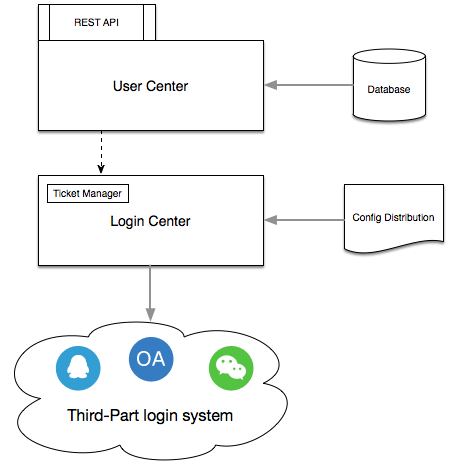 REST API
User Center
Database
Ticket Manager
Login Center
Config Distribution
OA
Third-Part login system